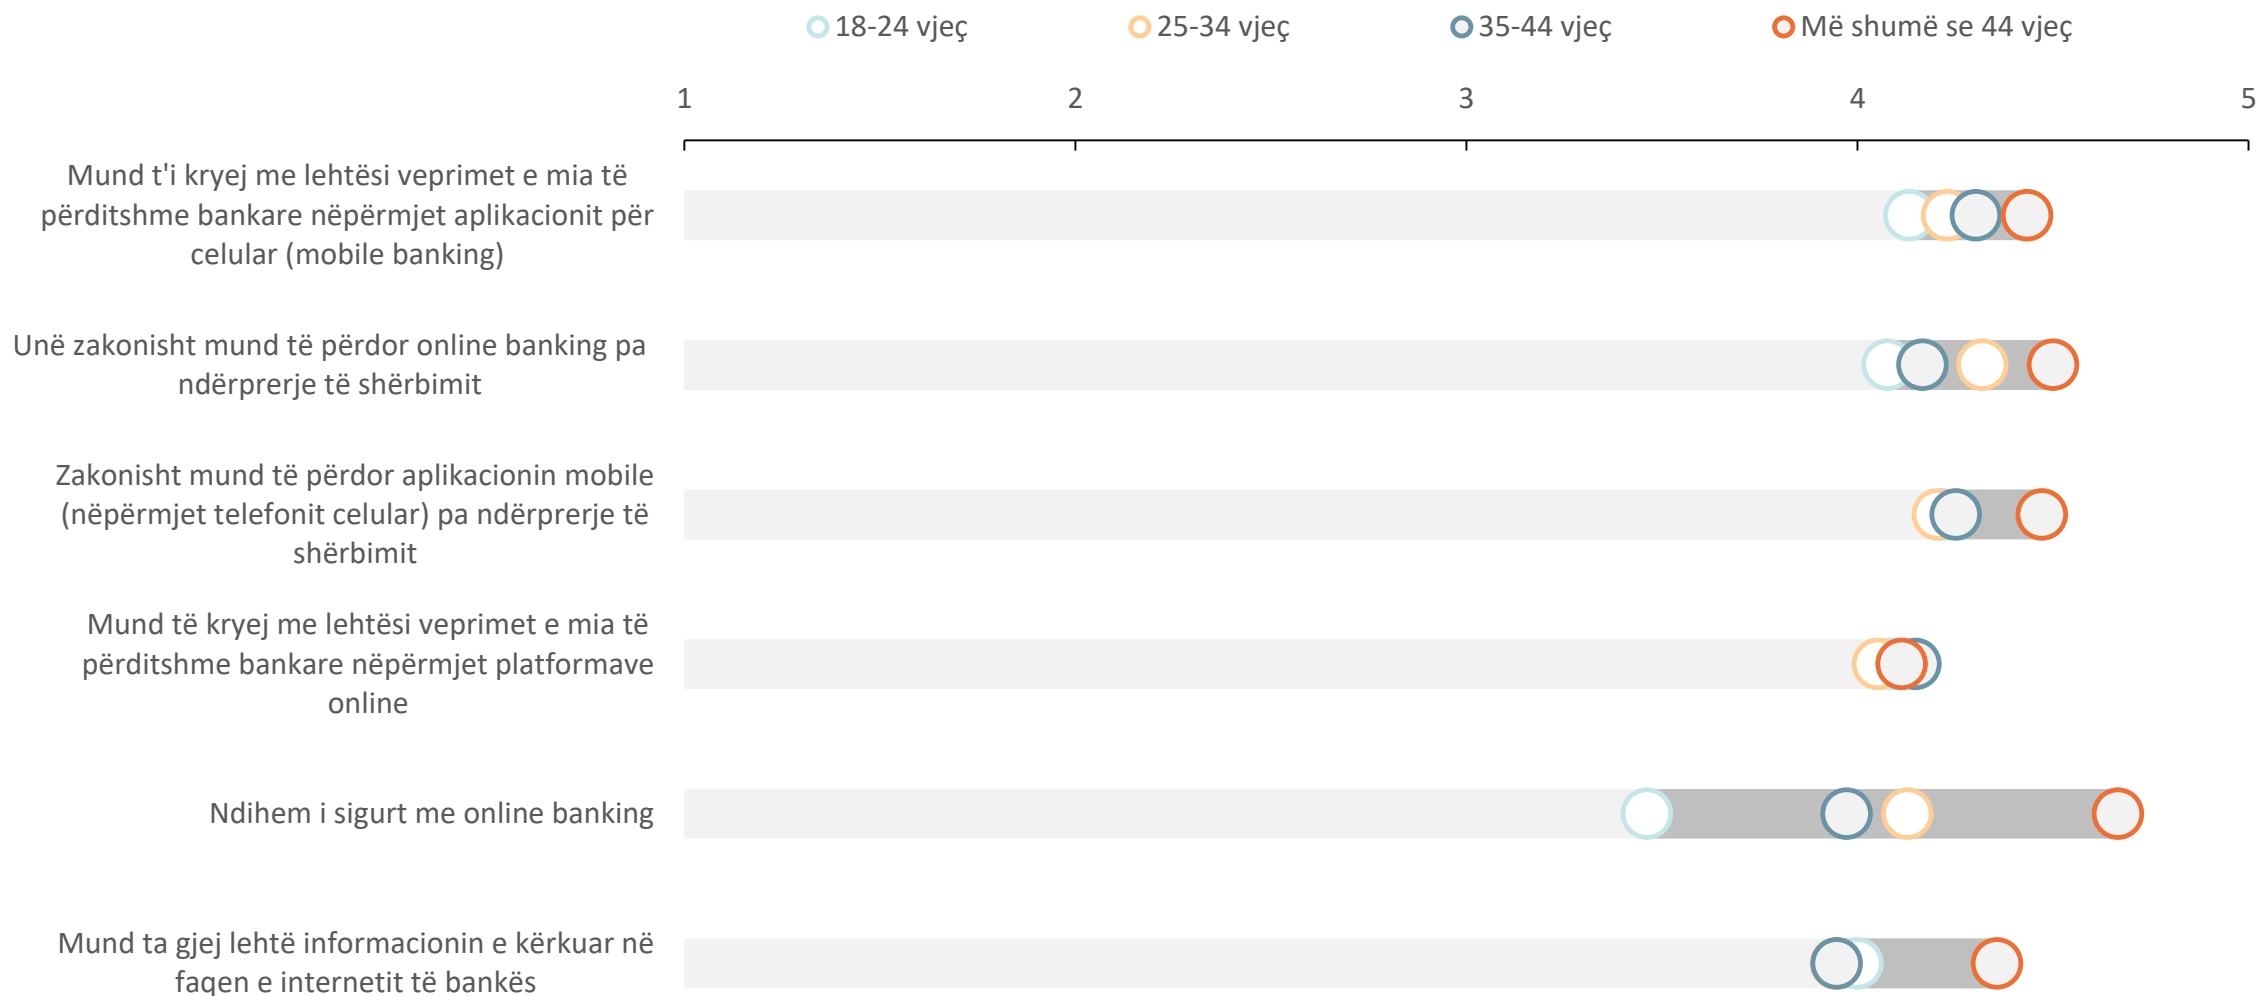 18-24 vjeç
25-34 vjeç
35-44 vjeç
Më shumë se 44 vjeç
1 2 3 4 5
Mund t'i kryej me lehtësi veprimet e mia të
përditshme bankare nëpërmjet aplikacionit për
celular (mobile banking)
Unë zakonisht mund të përdor online banking pa
ndërprerje të shërbimit
Zakonisht mund të përdor aplikacionin mobile
(nëpërmjet telefonit celular) pa ndërprerje të
shërbimit
Mund të kryej me lehtësi veprimet e mia të
përditshme bankare nëpërmjet platformave
online
Ndihem i sigurt me online banking
Mund ta gjej lehtë informacionin e kërkuar në
faqen e internetit të bankës